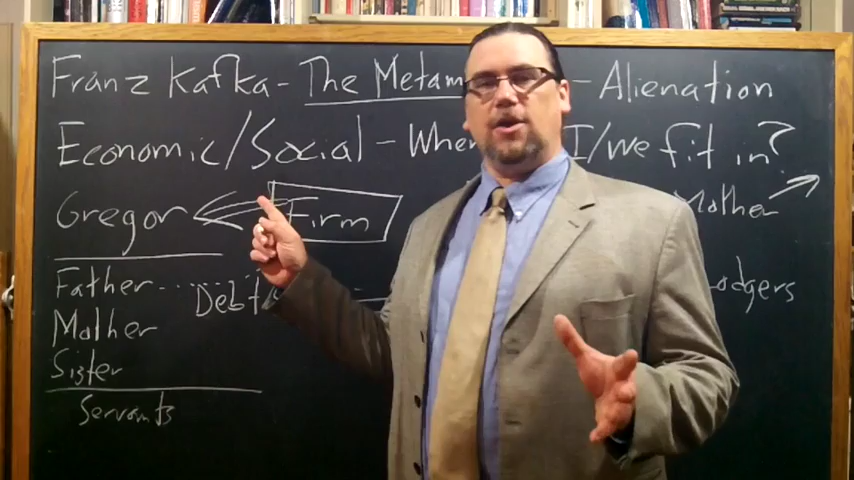 Franz Kafka - The Metam - Alienation
Economic/Social - Wher I/we fit in?
Gregor Firm Mother
Father Debt odgers
Mother
Sister
Servants